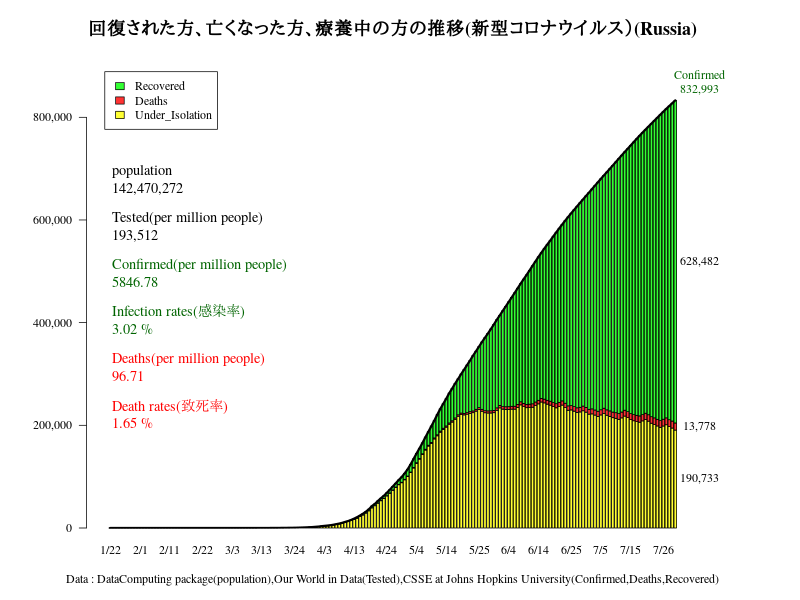 回復された方、亡くなった方、療養中の方の推移(新型コロナウイルス）(Russia)
Confirmed
832,993
Recovered
Deaths
Under_Isolation
800,000
600,000
400,000
200,000
0
population
142,470,272
Tested(per million people)
193,512
Confirmed(per million people)
5846.78
Infection rates(感染率)
3.02 %
Deaths(per million people)
96.71
Death rates(致死率)
1.65 %
628,482
13,778
190,733
1/22 2/1 2/11 2/22 3/3 3/13 3/24 4/3 4/13 4/24 5/4 5/14 5/25 6/4 6/14 6/25 7/5 7/15 7/26
Data : DataComputing package(population),Our World in Data(Tested),CSSE at Johns Hopkins University(Confirmed,Deaths,Recovered)